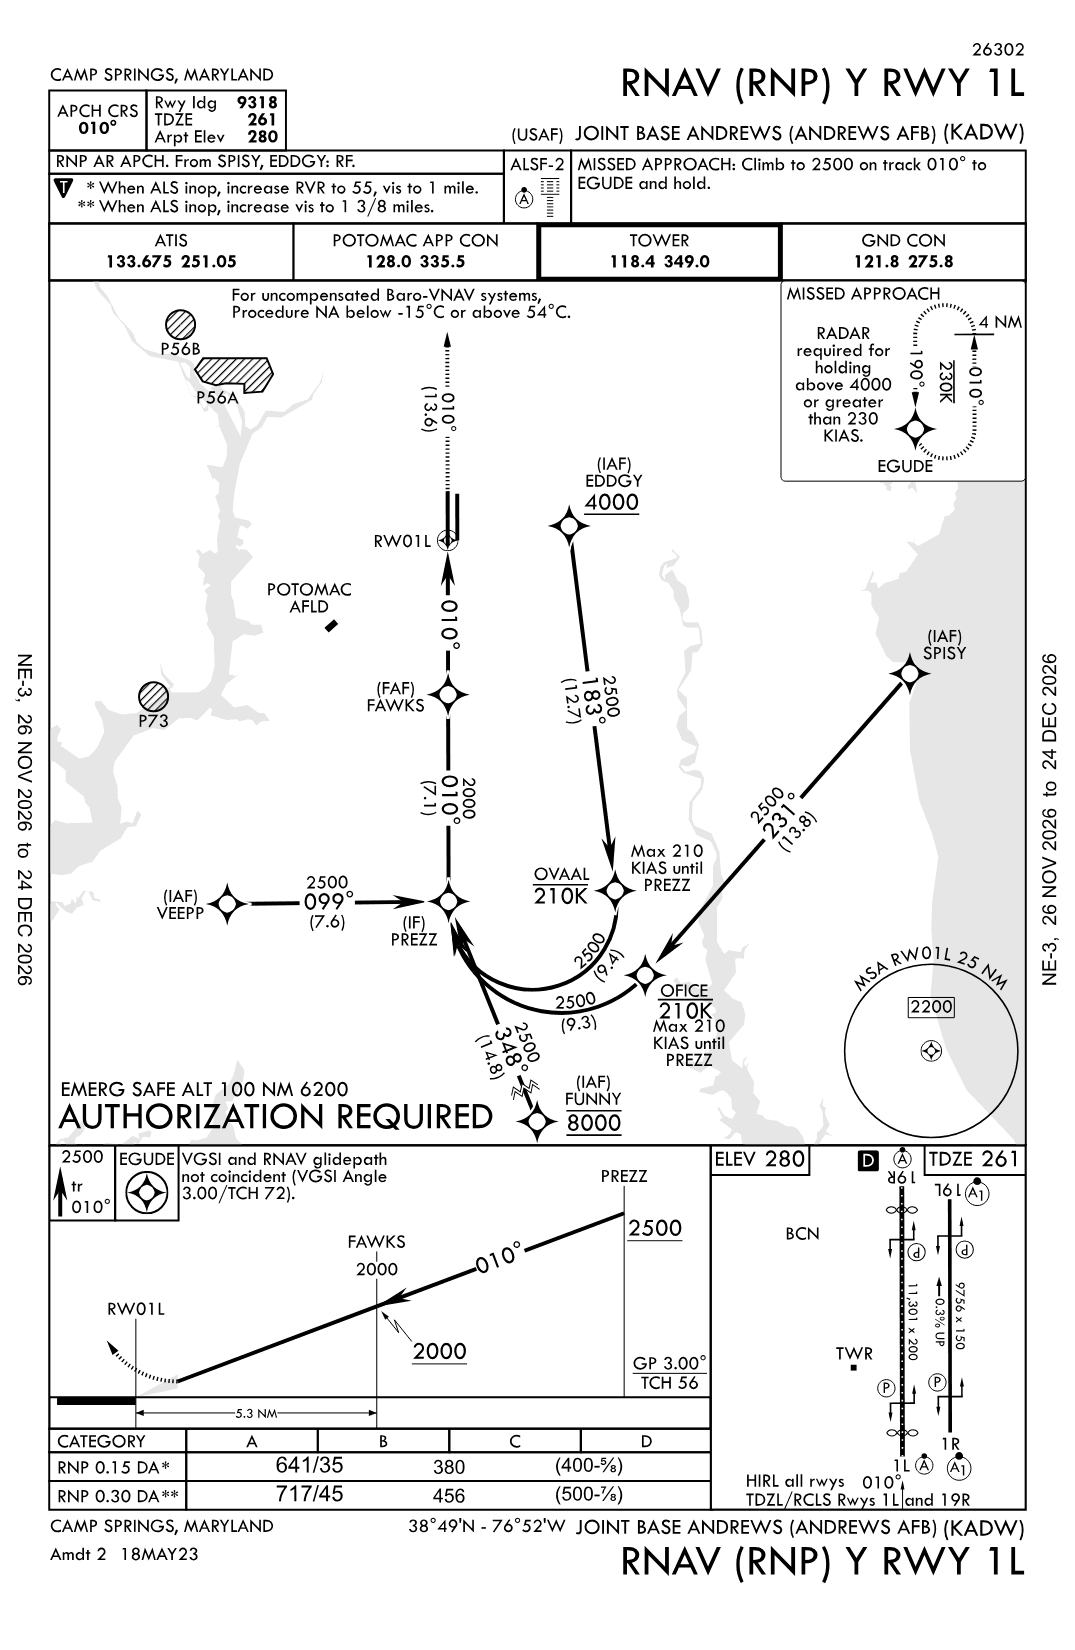 26302
CAMP SPRINGS, MARYLAND
RNAV (RNP) Y RWY 1L
APCH CRS
010°
Rwy ldg 9318
TDZE 261
Arpt Elev 280
(USAF) JOINT BASE ANDREWS (ANDREWS AFB) (KADW)
RNP AR APCH. From SPISY, EDDGY: RF.
T
* When ALS inop, increase RVR to 55, vis to 1 mile.
** When ALS inop, increase vis to 1 3/8 miles.
ALSF-2
A
MISSED APPROACH: Climb to 2500 on track 010° to
EGUDE and hold.
ATIS
133.675 251.05
POTOMAC APP CON
128.0 335.5
TOWER
118.4 349.0
GND CON
121.8 275.8
For uncompensated Baro-VNAV systems,
Procedure NA below -15°C or above 54°C.
MISSED APPROACH
RADAR
required for
holding
above 4000
or greater
than 230
KIAS.
4 NM
190°
230K
010°
EGUDE
P56B
P56A
010°
(13.6)
(IAF)
EDDGY
4000
RW01L
POTOMAC
AFLD
010°
(IAF)
SPISY
(FAF)
FAWKS
P73
2500
183°
(12.7)
2000
010°
(7.1)
2500
231°
(13.8)
Max 210
KIAS until
PREZZ
OVAAL
210K
(IAF)
VEEPP
2500
099°
(7.6)
(IF)
PREZZ
2500
(9.4)
2500
(9.3)
OFICE
210K
Max 210
KIAS until
PREZZ
MSA RW01L 25 NM
2200
2500
348°
(14.8)
(IAF)
FUNNY
8000
EMERG SAFE ALT 100 NM 6200
AUTHORIZATION REQUIRED
NE-3, 26 NOV 2026 to 24 DEC 2026
NE-3, 26 NOV 2026 to 24 DEC 2026
2500
tr
010°
EGUDE
VGSI and RNAV glidepath
not coincident (VGSI Angle
3.00/TCH 72).
PREZZ
2500
FAWKS
2000
010°
RW01L
2000
GP 3.00°
TCH 56
5.3 NM
ELEV 280
D
A
TDZE 261
19R
19L
A1
BCN
P
P
11,301 x 200
0.3% UP
9756 x 150
TWR
P
P
1R
1L
A
A1
HIRL all rwys
010°
TDZL/RCLS Rwys 1L and 19R
CATEGORY A B C D
RNP 0.15 DA* 641/35 380 (400-⅝)
RNP 0.30 DA** 717/45 456 (500-⅞)
CAMP SPRINGS, MARYLAND
38°49'N - 76°52'W JOINT BASE ANDREWS (ANDREWS AFB) (KADW)
Amdt 2 18MAY23
RNAV (RNP) Y RWY 1L